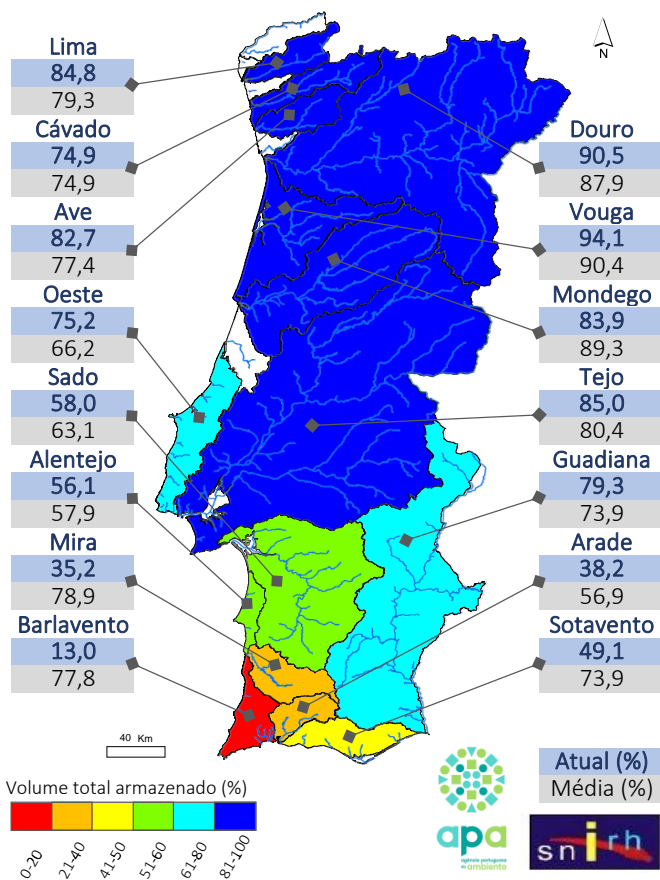 Lima
84,8
79,3
Cávado
74,9
74,9
Ave
82,7
77,4
Oeste
75,2
66,2
Sado
58,0
63,1
Alentejo
56,1
57,9
Mira
35,2
78,9
Barlavento
13,0
77,8
N
Douro
90,5
87,9
Vouga
94,1
90,4
Mondego
83,9
89,3
Tejo
85,0
80,4
Guadiana
79,3
73,9
Arade
38,2
56,9
Sotavento
49,1
73,9
40 Km
Volume total armazenado (%)
0-20
21-40
41-50
51-60
61-80
81-100
apa
agência portuguesa
do ambiente
Atual (%)
Média (%)
snirh